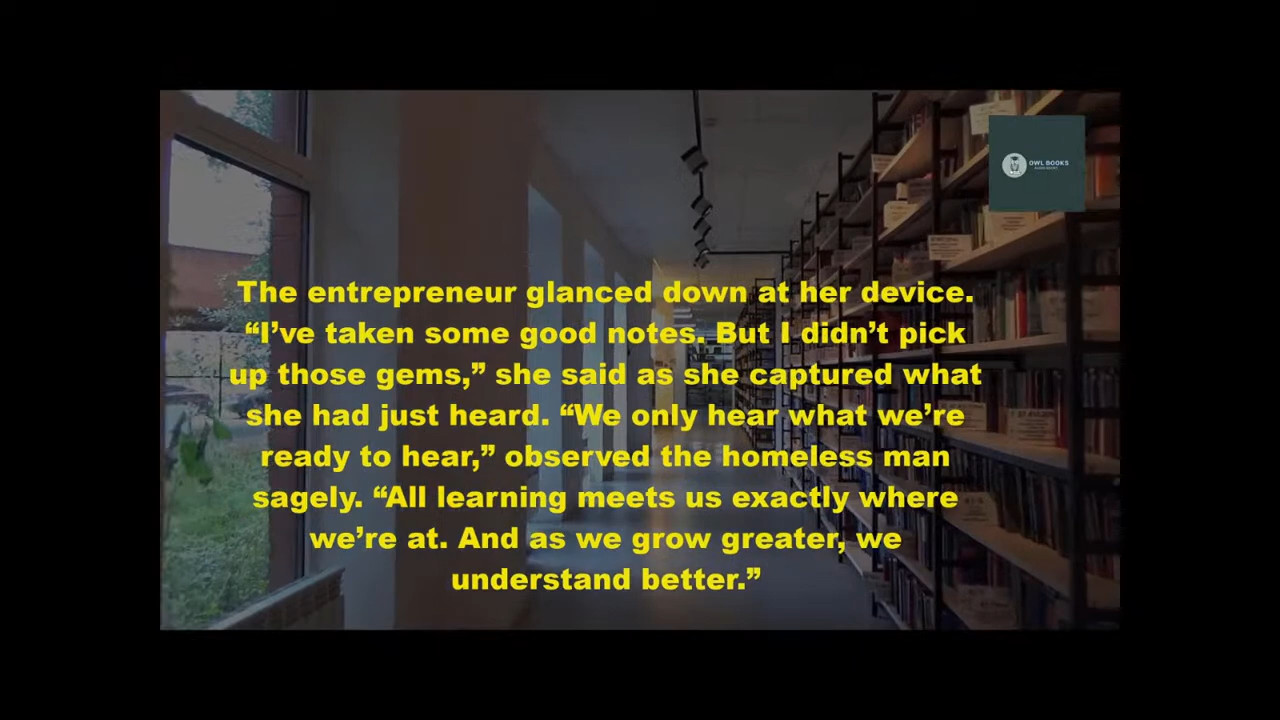 OWL BOOKS
The entrepreneur glanced down at her device.
“I’ve taken some good notes. But I didn’t pick
up those gems,” she said as she captured what
she had just heard. “We only hear what we’re
ready to hear,” observed the homeless man
sagely. “All learning meets us exactly where
we’re at. And as we grow greater, we
understand better.”